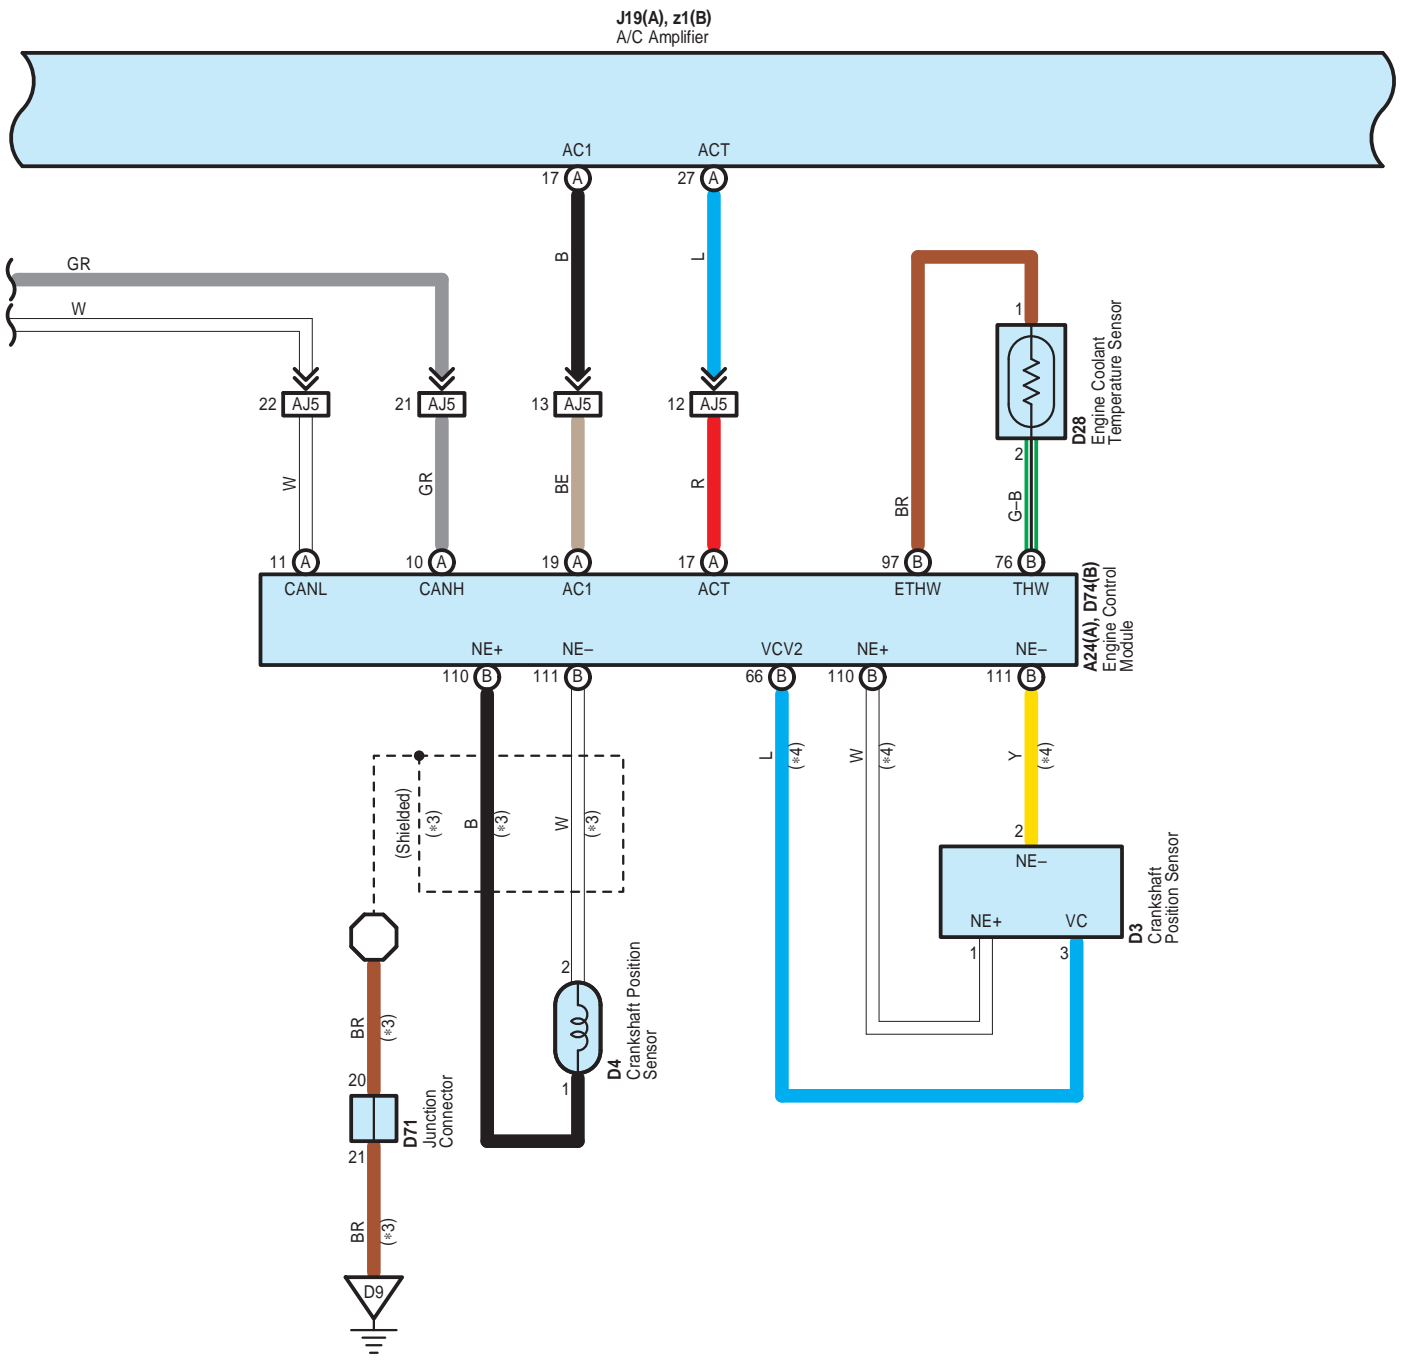 J19(A), z1(B)
A/C Amplifier
AC1
ACT
17 A
27 A
GR
W
B
L
1
D28
Engine Coolant
Temperature Sensor
22 AJ5
21 AJ5
13 AJ5
12 AJ5
2
W
GR
BE
R
BR
G–B
11 A
10 A
19 A
17 A
97 B
76 B
CANL
CANH
AC1
ACT
ETHW
THW
A24(A), D74(B)
Engine Control
Module
NE+
NE–
VCV2
NE+
NE–
110 B
111 B
66 B
110 B
111 B
(Shielded)
(*3)
B
(*3)
W
(*3)
L
(*4)
W
(*4)
Y
(*4)
2
NE–
NE+
VC
1
3
D3
Crankshaft
Position Sensor
2
1
D4
Crankshaft Position
Sensor
BR
(*3)
20
D71
Junction
Connector
21
BR
(*3)
D9